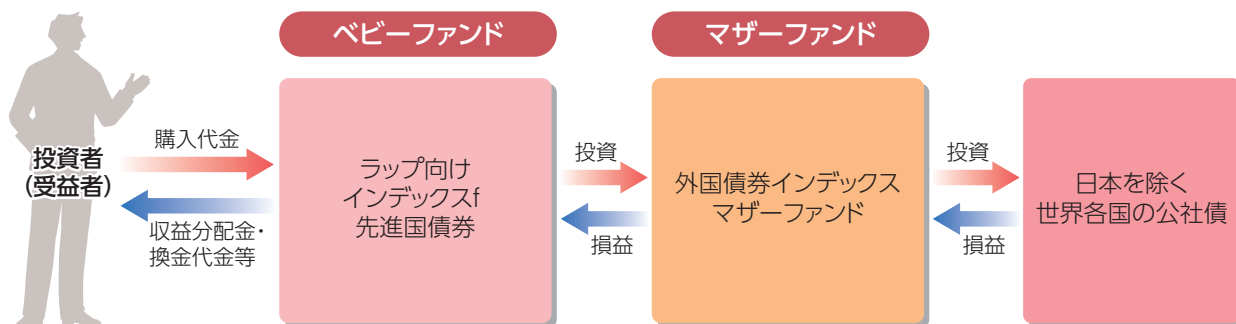 ベビーファンド
マザーファンド
投資者
(受益者)
購入代金
収益分配金・
換金代金等
ラップ向け
インデックスf
先進国債券
投資
損益
外国債券インデックス
マザーファンド
投資
損益
日本を除く
世界各国の公社債